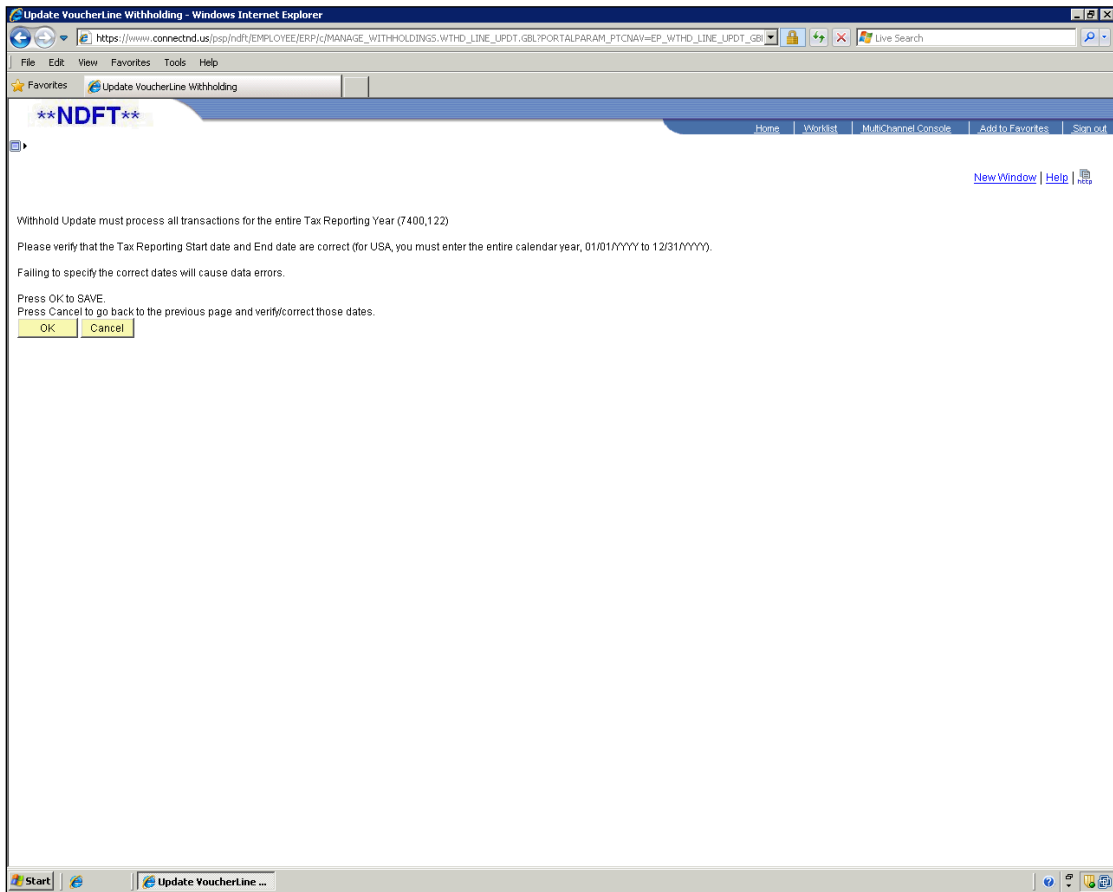 Update VoucherLine Withholding - Windows Internet Explorer
https://www.connectnd.us/psp/ndft/EMPLOYEE/ERP/c/MANAGE_WITHHOLDINGS.WTHD_LINE_UPDT.GBL?PORTALPARAM_PTCNAV=EP_WTHD_LINE_UPDT_GBl
Live Search
File Edit View Favorites Tools Help
Favorites
Update VoucherLine Withholding
**NDFT**
Home Worklist MultiChannel Console Add to Favorites Sign out
New Window | Help | http
Withhold Update must process all transactions for the entire Tax Reporting Year (7400,122)
Please verify that the Tax Reporting Start date and End date are correct (for USA, you must enter the entire calendar year, 01/01/YYYY to 12/31/YYYY).
Failing to specify the correct dates will cause data errors.
Press OK to SAVE.
Press Cancel to go back to the previous page and verify/correct those dates.
OK Cancel
Start
Update VoucherLine ...